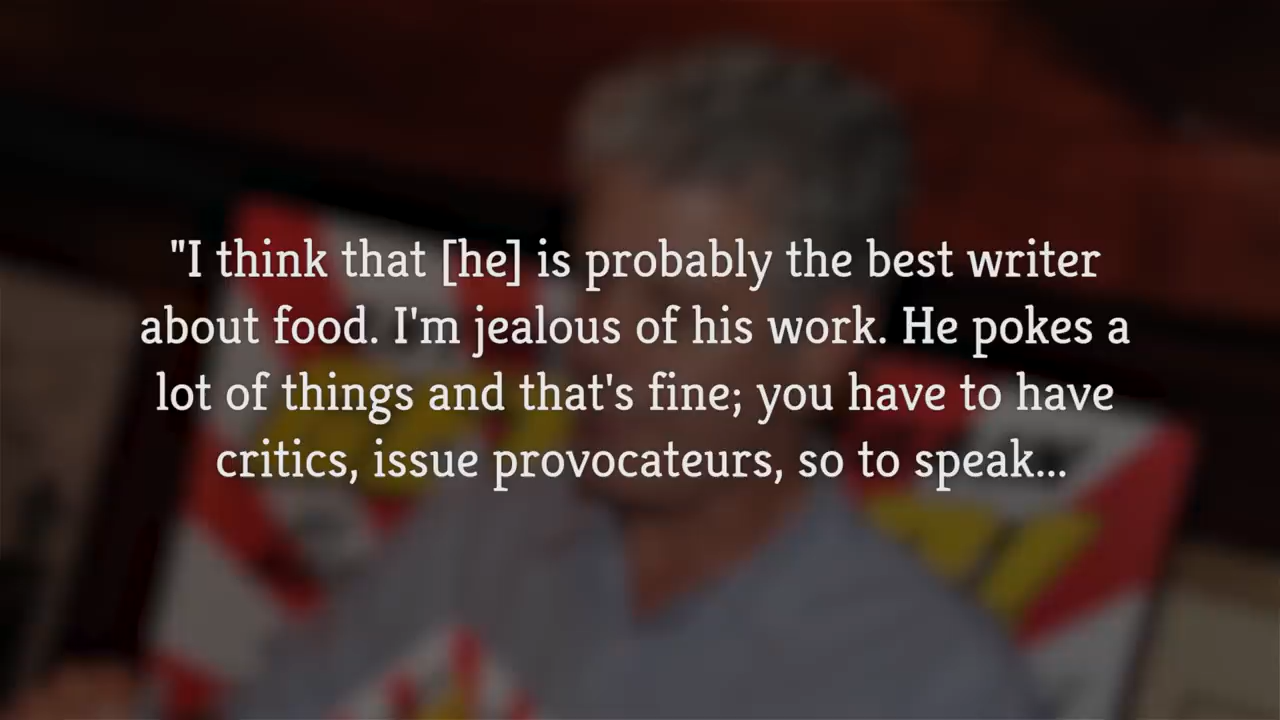 "I think that [he] is probably the best writer
about food. I'm jealous of his work. He pokes a
lot of things and that's fine; you have to have
critics, issue provocateurs, so to speak...